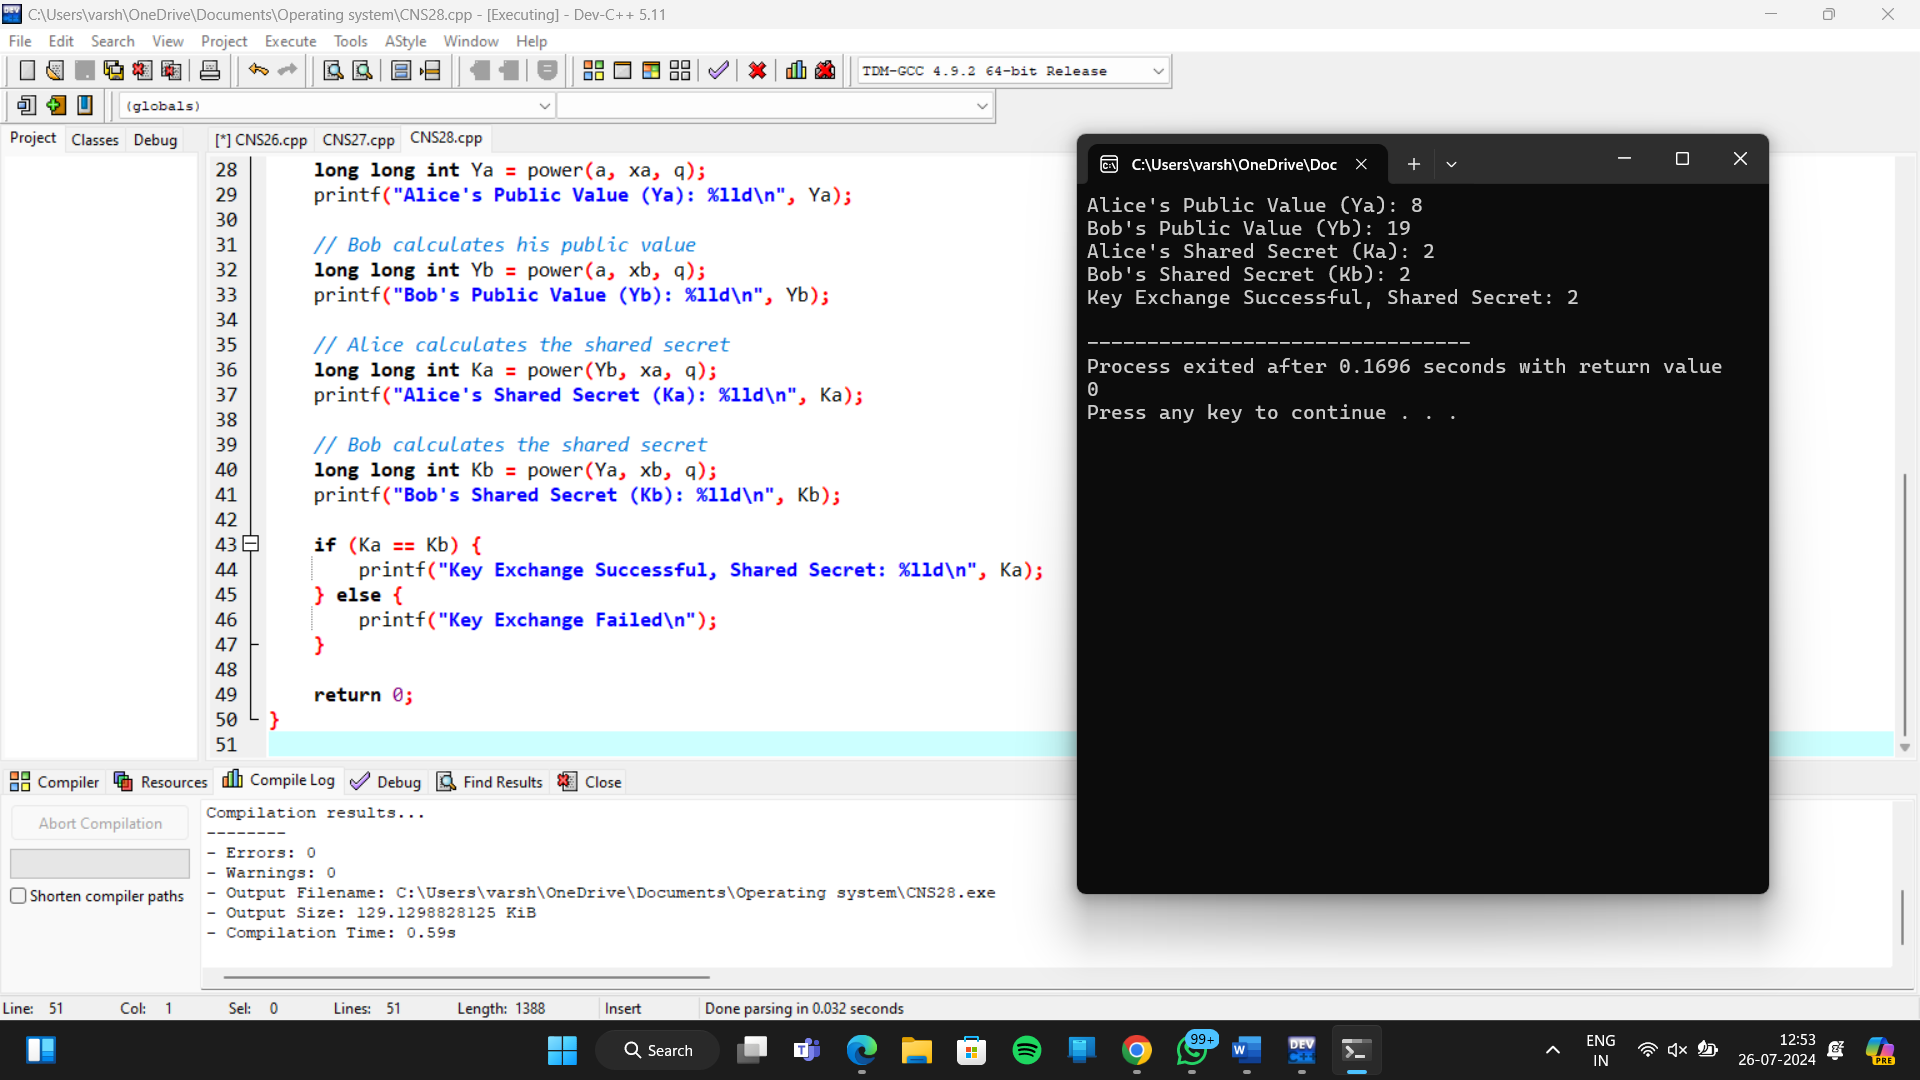 C:\Users\varsh\OneDrive\Documents\Operating system\CNS28.cpp - [Executing] - Dev-C++ 5.11
File Edit Search View Project Execute Tools AStyle Window Help
TDM-GCC 4.9.2 64-bit Release
(globals)
Project Classes Debug [*] CNS26.cpp CNS27.cpp CNS28.cpp
28 long long int Ya = power(a, xa, q);
29 printf("Alice's Public Value (Ya): %lld\n", Ya);
30
31 // Bob calculates his public value
32 long long int Yb = power(a, xb, q);
33 printf("Bob's Public Value (Yb): %lld\n", Yb);
34
35 // Alice calculates the shared secret
36 long long int Ka = power(Yb, xa, q);
37 printf("Alice's Shared Secret (Ka): %lld\n", Ka);
38
39 // Bob calculates the shared secret
40 long long int Kb = power(Ya, xb, q);
41 printf("Bob's Shared Secret (Kb): %lld\n", Kb);
42
43 if (Ka == Kb) {
44 printf("Key Exchange Successful, Shared Secret: %lld\n", Ka);
45 } else {
46 printf("Key Exchange Failed\n");
47 }
48
49 return 0;
50 }
51
C:\Users\varsh\OneDrive\Doc
Alice's Public Value (Ya): 8
Bob's Public Value (Yb): 19
Alice's Shared Secret (Ka): 2
Bob's Shared Secret (Kb): 2
Key Exchange Successful, Shared Secret: 2
--------------------------------
Process exited after 0.1696 seconds with return value
0
Press any key to continue . . .
Compiler Resources Compile Log Debug Find Results Close
Abort Compilation
Shorten compiler paths
Compilation results...
--------
- Errors: 0
- Warnings: 0
- Output Filename: C:\Users\varsh\OneDrive\Documents\Operating system\CNS28.exe
- Output Size: 129.1298828125 KiB
- Compilation Time: 0.59s
Line: 51 Col: 1 Sel: 0 Lines: 51 Length: 1388 Insert Done parsing in 0.032 seconds
Search
99+
DEV
ENG
IN
12:53
26-07-2024
PRE